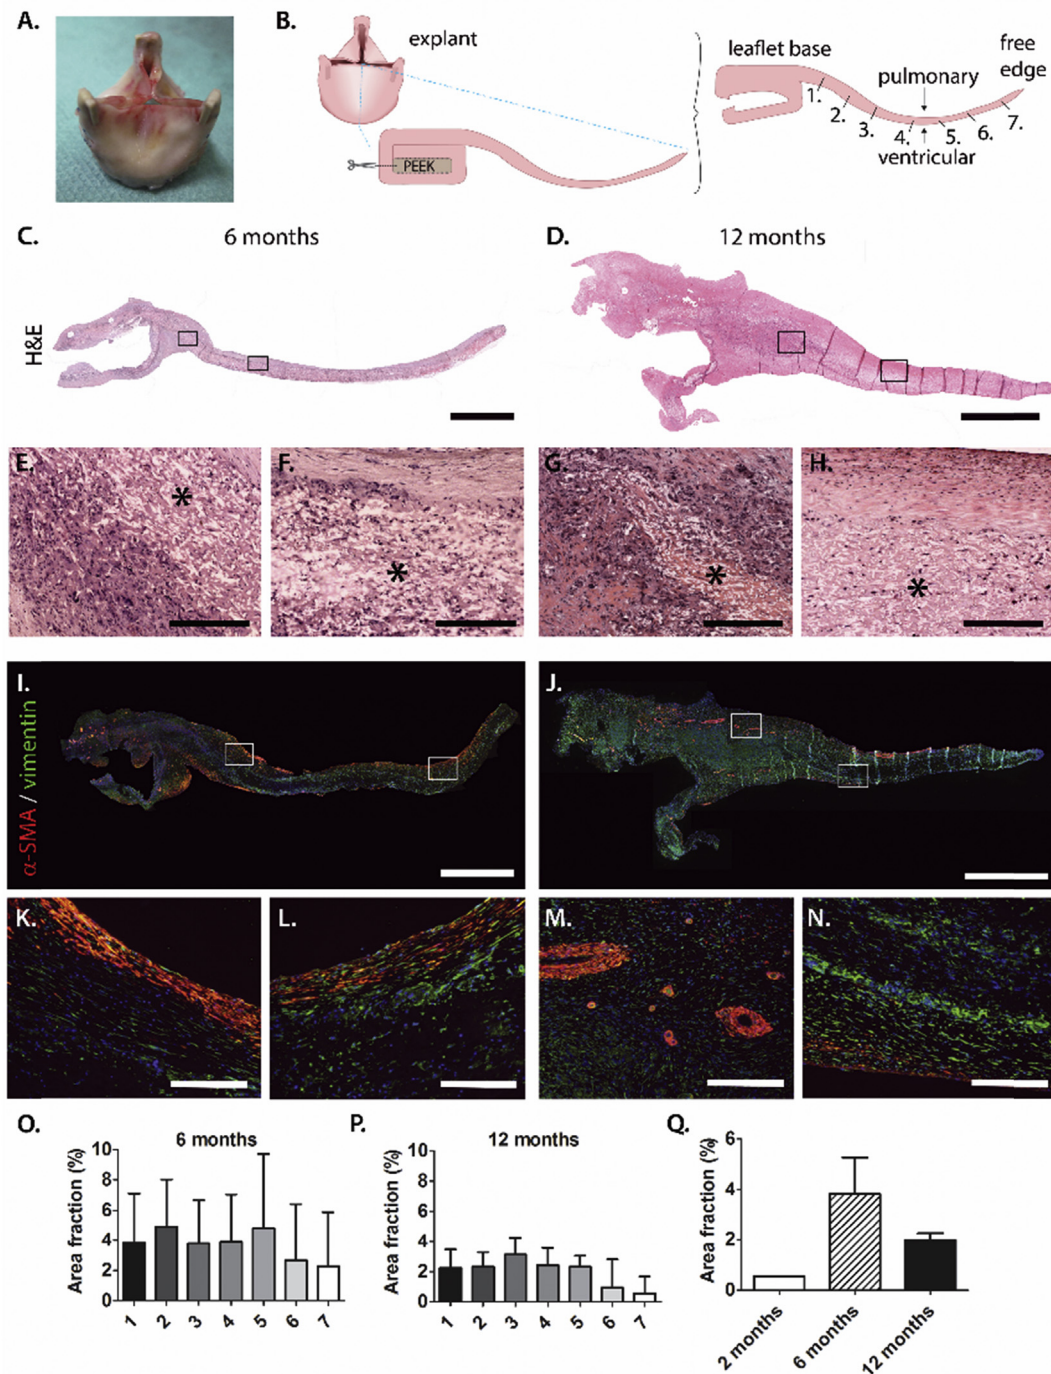 A.
B.
explant
PEEK
leaflet base
free
edge
pulmonary
1.
2.
3.
4.
5.
6.
7.
ventricular
C.
6 months
D.
12 months
H&E
E.
*
F.
*
G.
*
H.
*
I.
J.
α-SMA / vimentin
K.
L.
M.
N.
O.
6 months
Area fraction (%)
10
8
6
4
2
0
1
2
3
4
5
6
7
P.
12 months
Area fraction (%)
10
8
6
4
2
0
1
2
3
4
5
6
7
Q.
Area fraction (%)
6
4
2
0
2 months
6 months
12 months